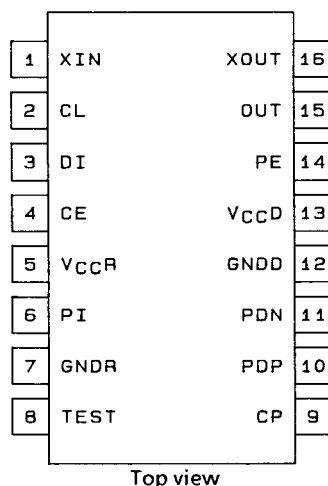 1 XIN XOUT 16
2 CL OUT 15
3 DI PE 14
4 CE VCCD 13
5 VCCR GNDD 12
6 PI PDN 11
7 GNDR PDP 10
8 TEST CP 9
Top view